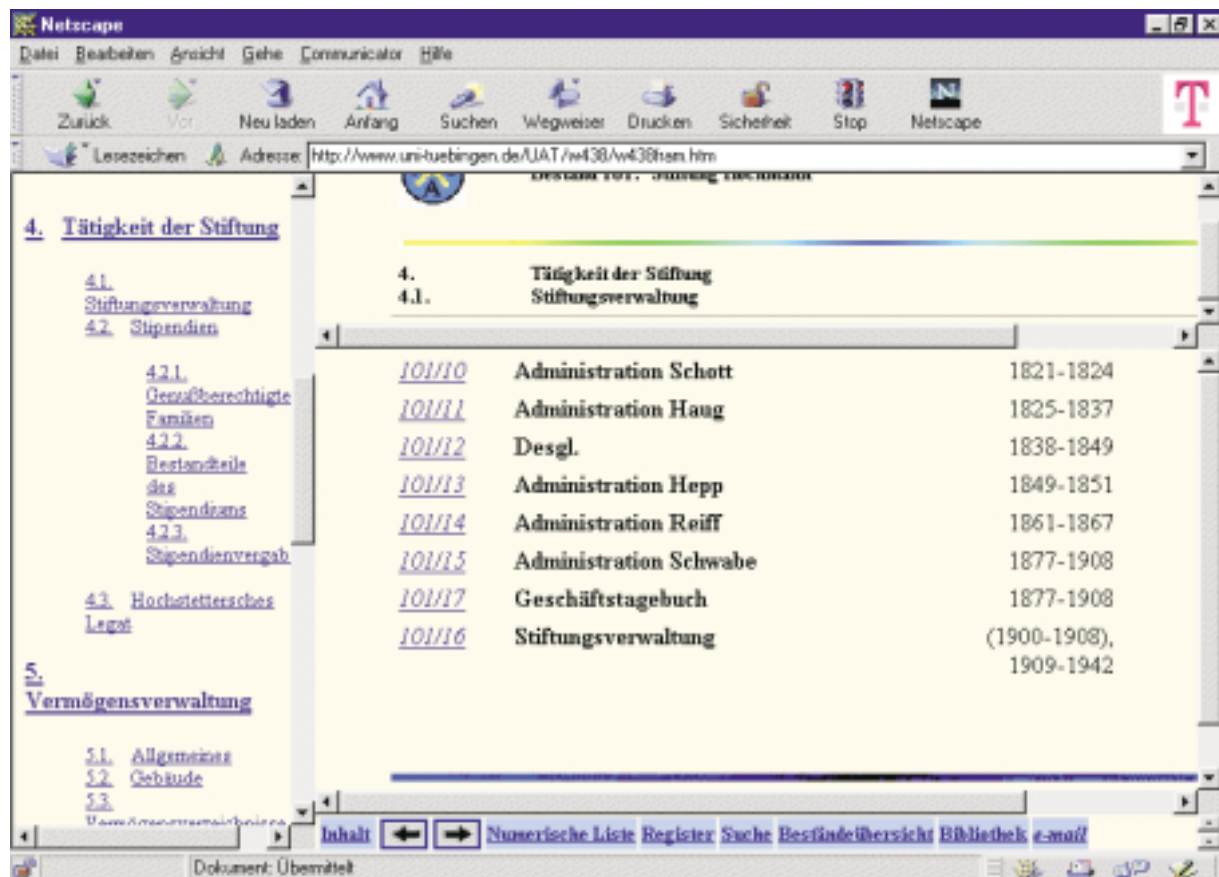 Netscape
Datei Bearbeiten Ansicht Gehe Communicator Hilfe
Zurück Vor Neu laden Anfang Suchen Wegweiser Drucken Sicherheit Stop Netscape
T
Lesezeichen Adresse: http://www.uni-tuebingen.de/UAT/w438/w438fram.htm
4. Tätigkeit der Stiftung
4.1.
Stiftungsverwaltung
4.2. Stipendien
4.2.1.
Genußberechtigte
Familien
4.2.2.
Bestandteile
des
Stipendiums
4.2.3.
Stipendienvergab
4.3. Hochstettersches
Legat
5.
Vermögensverwaltung
5.1. Allgemeines
5.2. Gebäude
5.3.
Vermögensverzeichnisse
A
Bestand 101: Stiftung Hochmann
4. Tätigkeit der Stiftung
4.1. Stiftungsverwaltung
101/10 Administration Schott 1821-1824
101/11 Administration Haug 1825-1837
101/12 Desgl. 1838-1849
101/13 Administration Hepp 1849-1851
101/14 Administration Reiff 1861-1867
101/15 Administration Schwabe 1877-1908
101/17 Geschäftstagebuch 1877-1908
101/16 Stiftungsverwaltung (1900-1908),
1909-1942
Inhalt Numerische Liste Register Suche Beständeübersicht Bibliothek e-mail
Dokument: Übermittelt